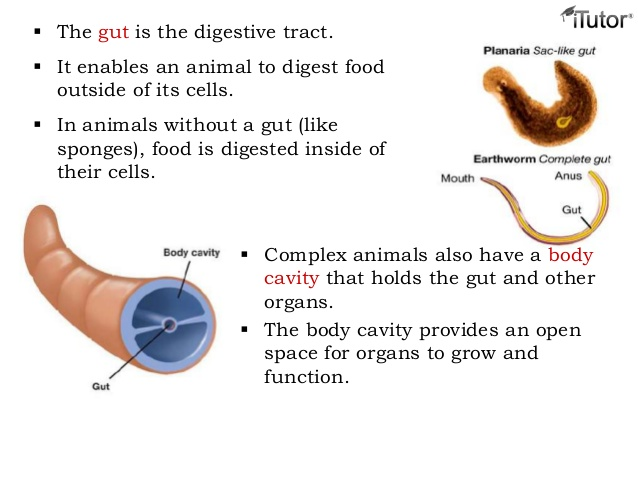 iTutor
▪ The gut is the digestive tract.
▪ It enables an animal to digest food
outside of its cells.
▪ In animals without a gut (like
sponges), food is digested inside of
their cells.
Planaria Sac-like gut
Earthworm Complete gut
Mouth
Anus
Gut
Body cavity
Gut
▪ Complex animals also have a body
cavity that holds the gut and other
organs.
▪ The body cavity provides an open
space for organs to grow and
function.